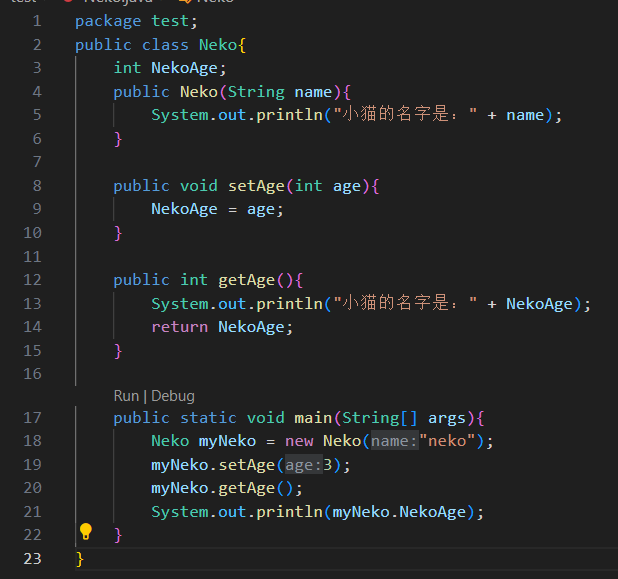 1 package test;
2 public class Neko{
3 int NekoAge;
4 public Neko(String name){
5 System.out.println("小猫的名字是：" + name);
6 }
7
8 public void setAge(int age){
9 NekoAge = age;
10 }
11
12 public int getAge(){
13 System.out.println("小猫的名字是：" + NekoAge);
14 return NekoAge;
15 }
16
Run | Debug
17 public static void main(String[] args){
18 Neko myNeko = new Neko(name:"neko");
19 myNeko.setAge(age:3);
20 myNeko.getAge();
21 System.out.println(myNeko.NekoAge);
22 }
23 }